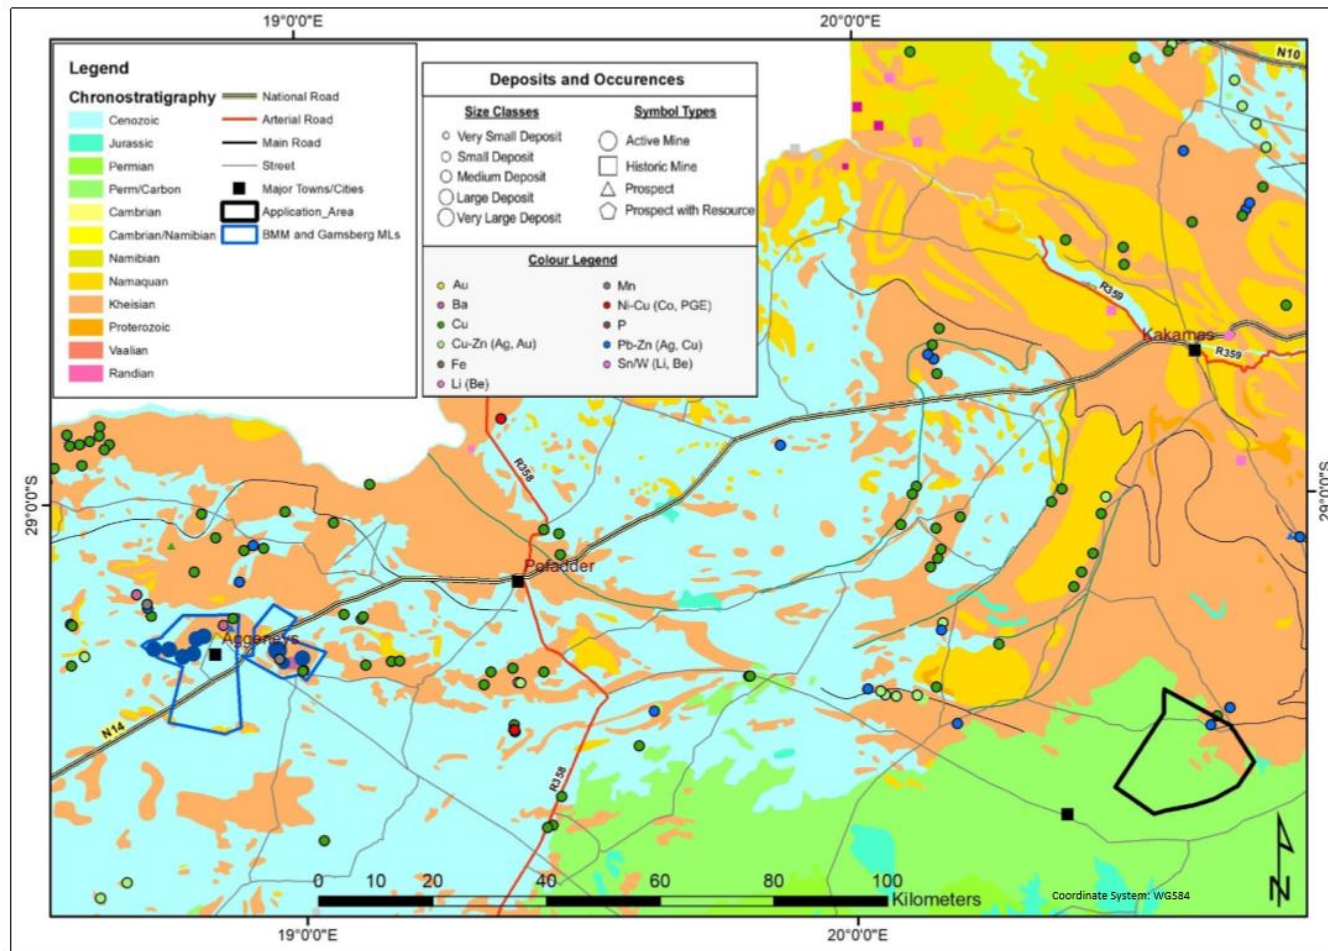 19°0'0"E
20°0'0"E
Legend
Chronostratigraphy
Cenozoic
Jurassic
Permian
Perm/Carbon
Cambrian
Cambrian/Namibian
Namibian
Namaquan
Kheisian
Proterozoic
Vaalian
Randian
National Road
Arterial Road
Main Road
Street
Major Towns/Cities
Application_Area
BMM and Gamsberg MLs
Deposits and Occurences
Size Classes
Very Small Deposit
Small Deposit
Medium Deposit
Large Deposit
Very Large Deposit
Symbol Types
Active Mine
Historic Mine
Prospect
Prospect with Resource
Colour Legend
Au
Ba
Cu
Cu-Zn (Ag, Au)
Fe
Li (Be)
Mn
Ni-Cu (Co, PGE)
P
Pb-Zn (Ag, Cu)
Sn/W (Li, Be)
N10
R359
Kakamas
R359
R358
29°0'0"S
29°0'0"S
Pofadder
Aggeneys
N14
R358
0 10 20 40 60 80 100
Kilometers
Coordinate System: WGS84
N
19°0'0"E
20°0'0"E